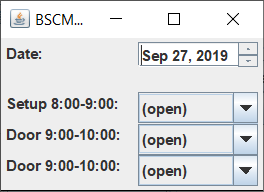 BSCM...
Date: Sep 27, 2019
Setup 8:00-9:00: (open)
Door 9:00-10:00: (open)
Door 9:00-10:00: (open)